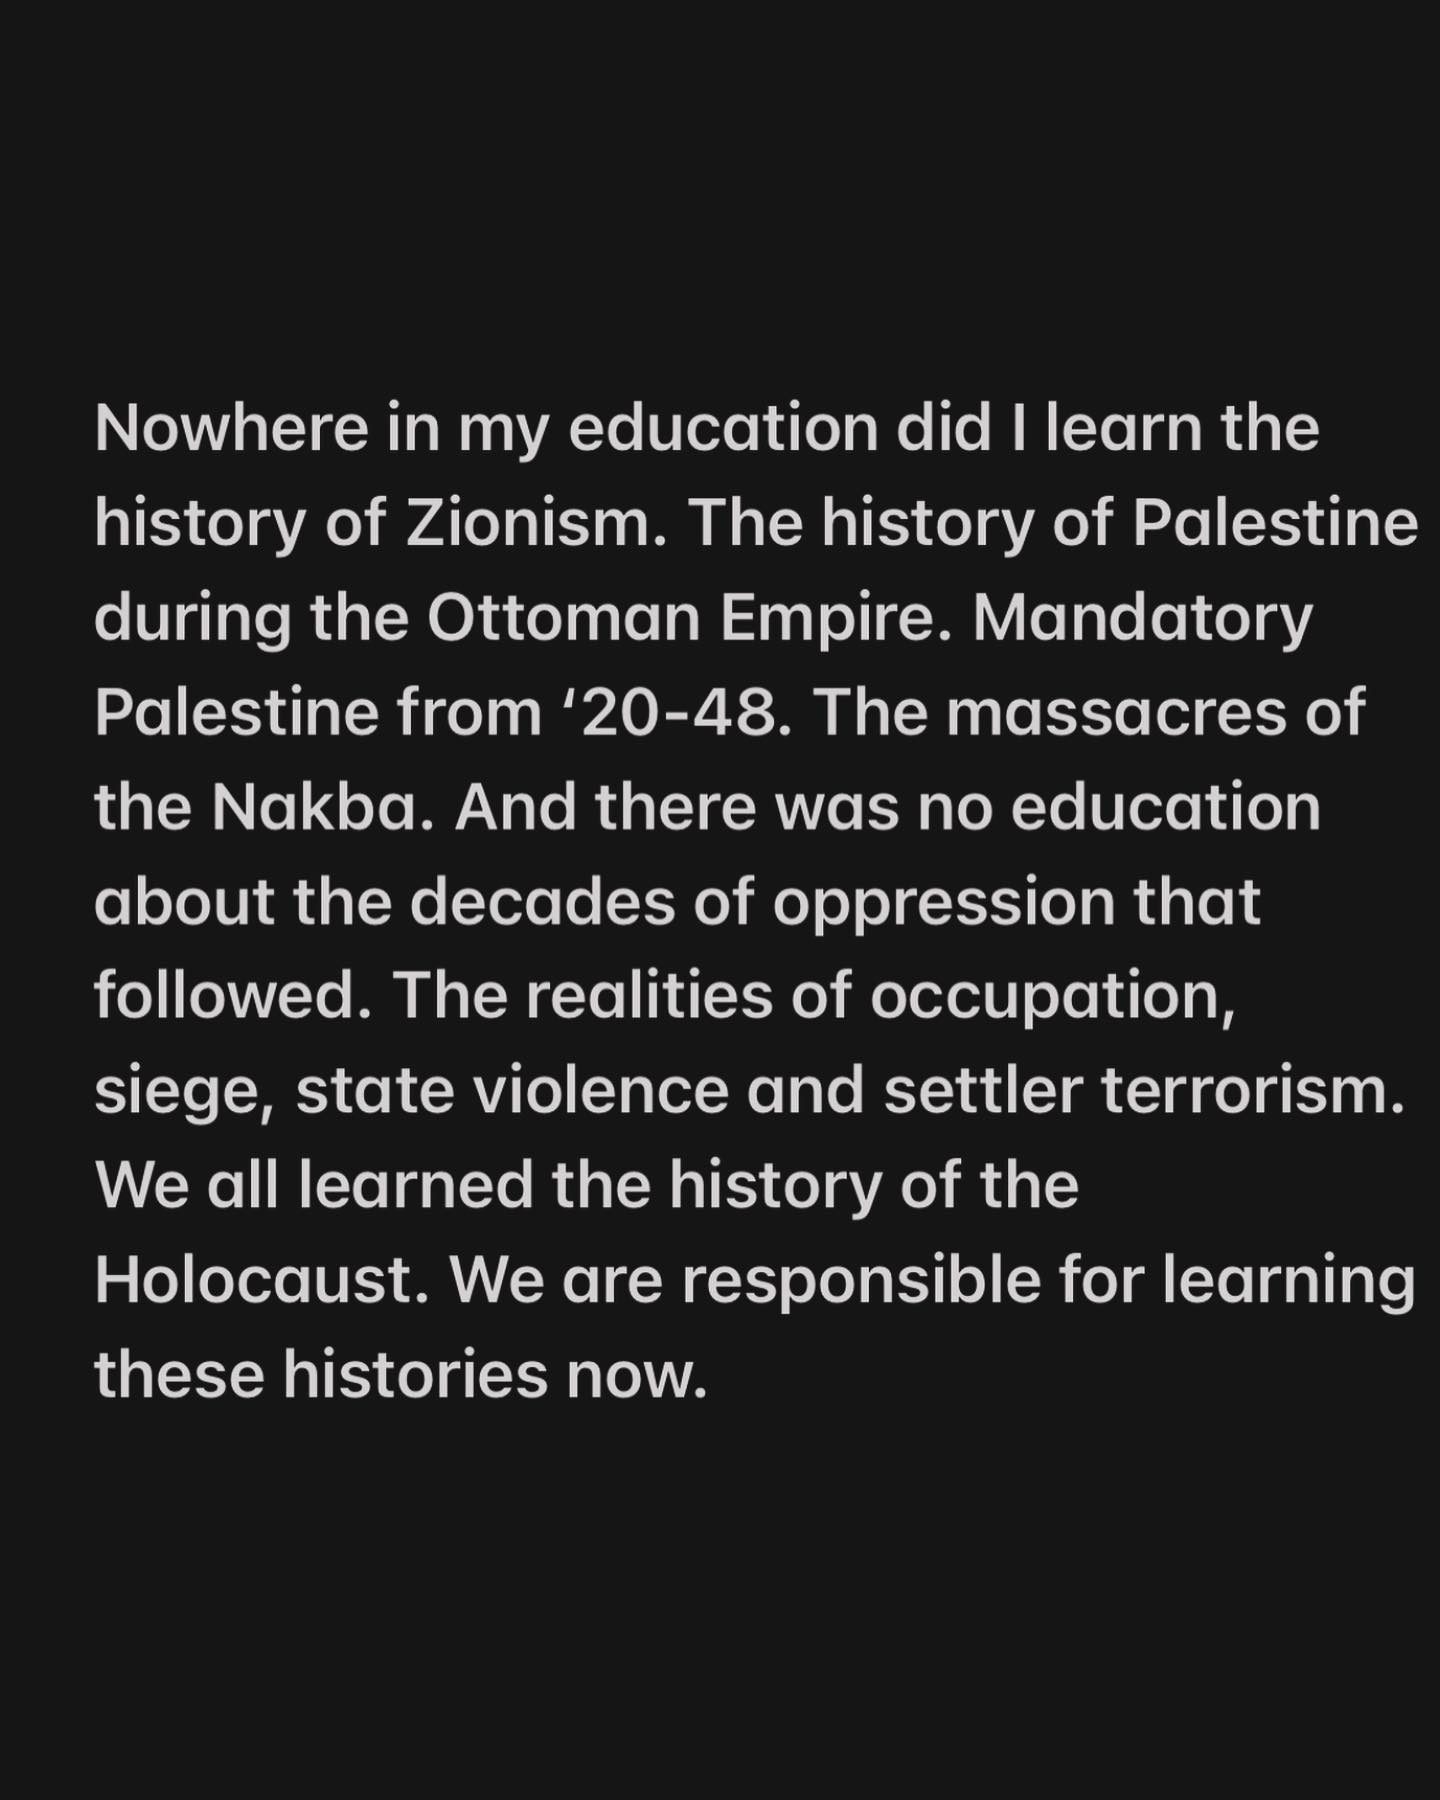 Nowhere in my education did I learn the
history of Zionism. The history of Palestine
during the Ottoman Empire. Mandatory
Palestine from ‘20-48. The massacres of
the Nakba. And there was no education
about the decades of oppression that
followed. The realities of occupation,
siege, state violence and settler terrorism.
We all learned the history of the
Holocaust. We are responsible for learning
these histories now.